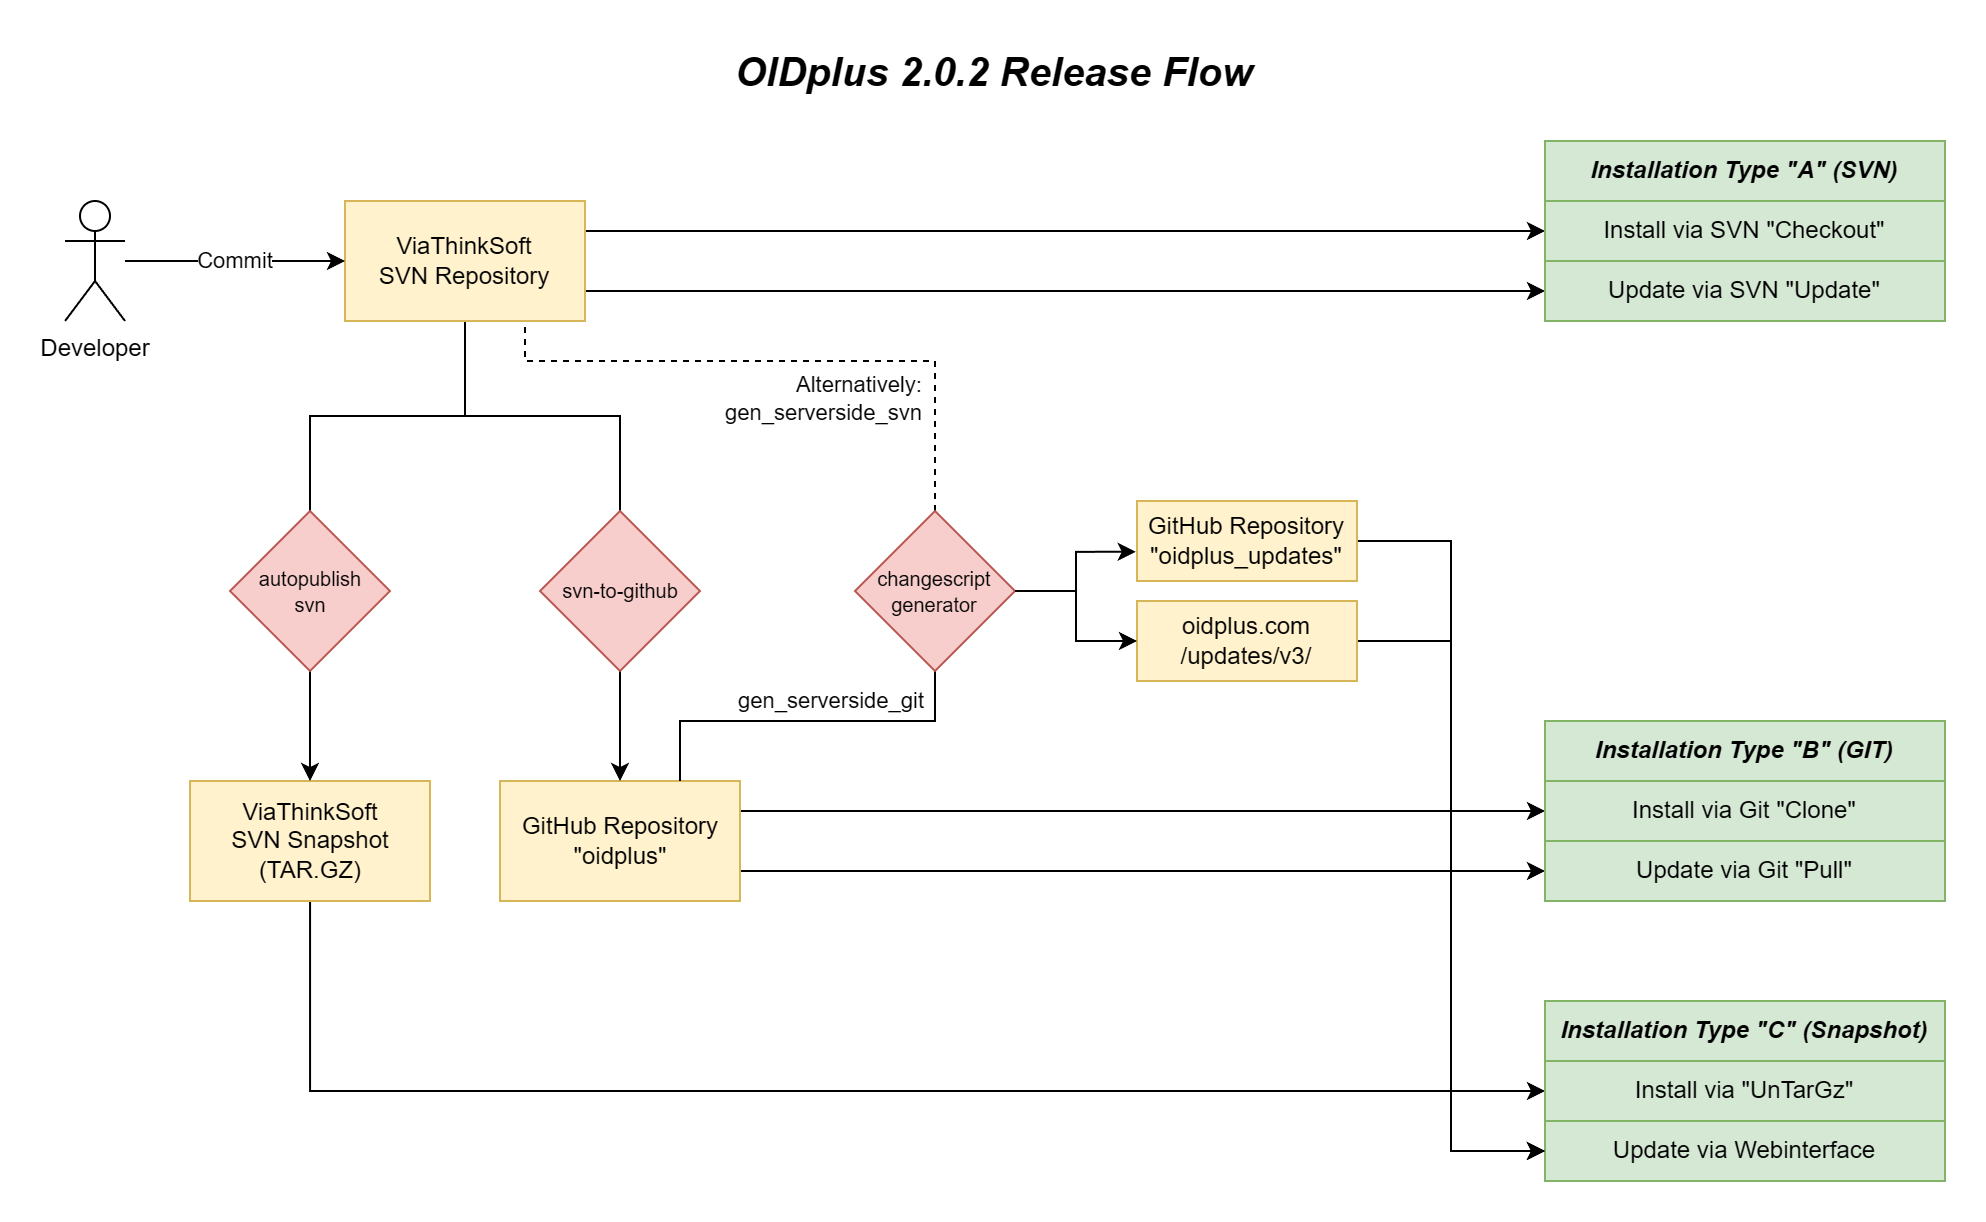 OIDplus 2.0.2 Release Flow
Installation Type "A" (SVN)
Install via SVN "Checkout"
Update via SVN "Update"
Developer
Commit
ViaThinkSoft
SVN Repository
Alternatively:
gen_serverside_svn
autopublish
svn
svn-to-github
changescript
generator
GitHub Repository
"oidplus_updates"
oidplus.com
/updates/v3/
gen_serverside_git
ViaThinkSoft
SVN Snapshot
(TAR.GZ)
GitHub Repository
"oidplus"
Installation Type "B" (GIT)
Install via Git "Clone"
Update via Git "Pull"
Installation Type "C" (Snapshot)
Install via "UnTarGz"
Update via Webinterface